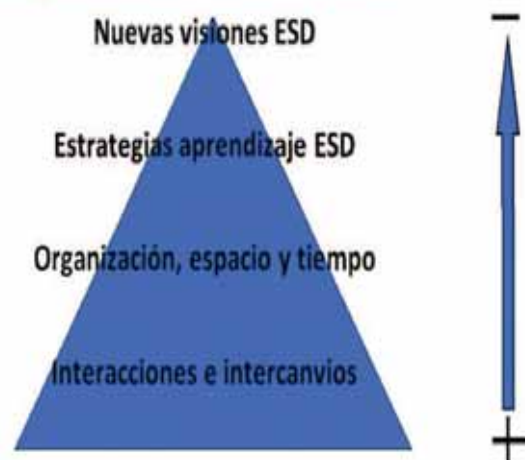 Nuevas visiones ESD
−
Estrategias aprendizaje ESD
Organización, espacio y tiempo
Interacciones e intercanvios
+